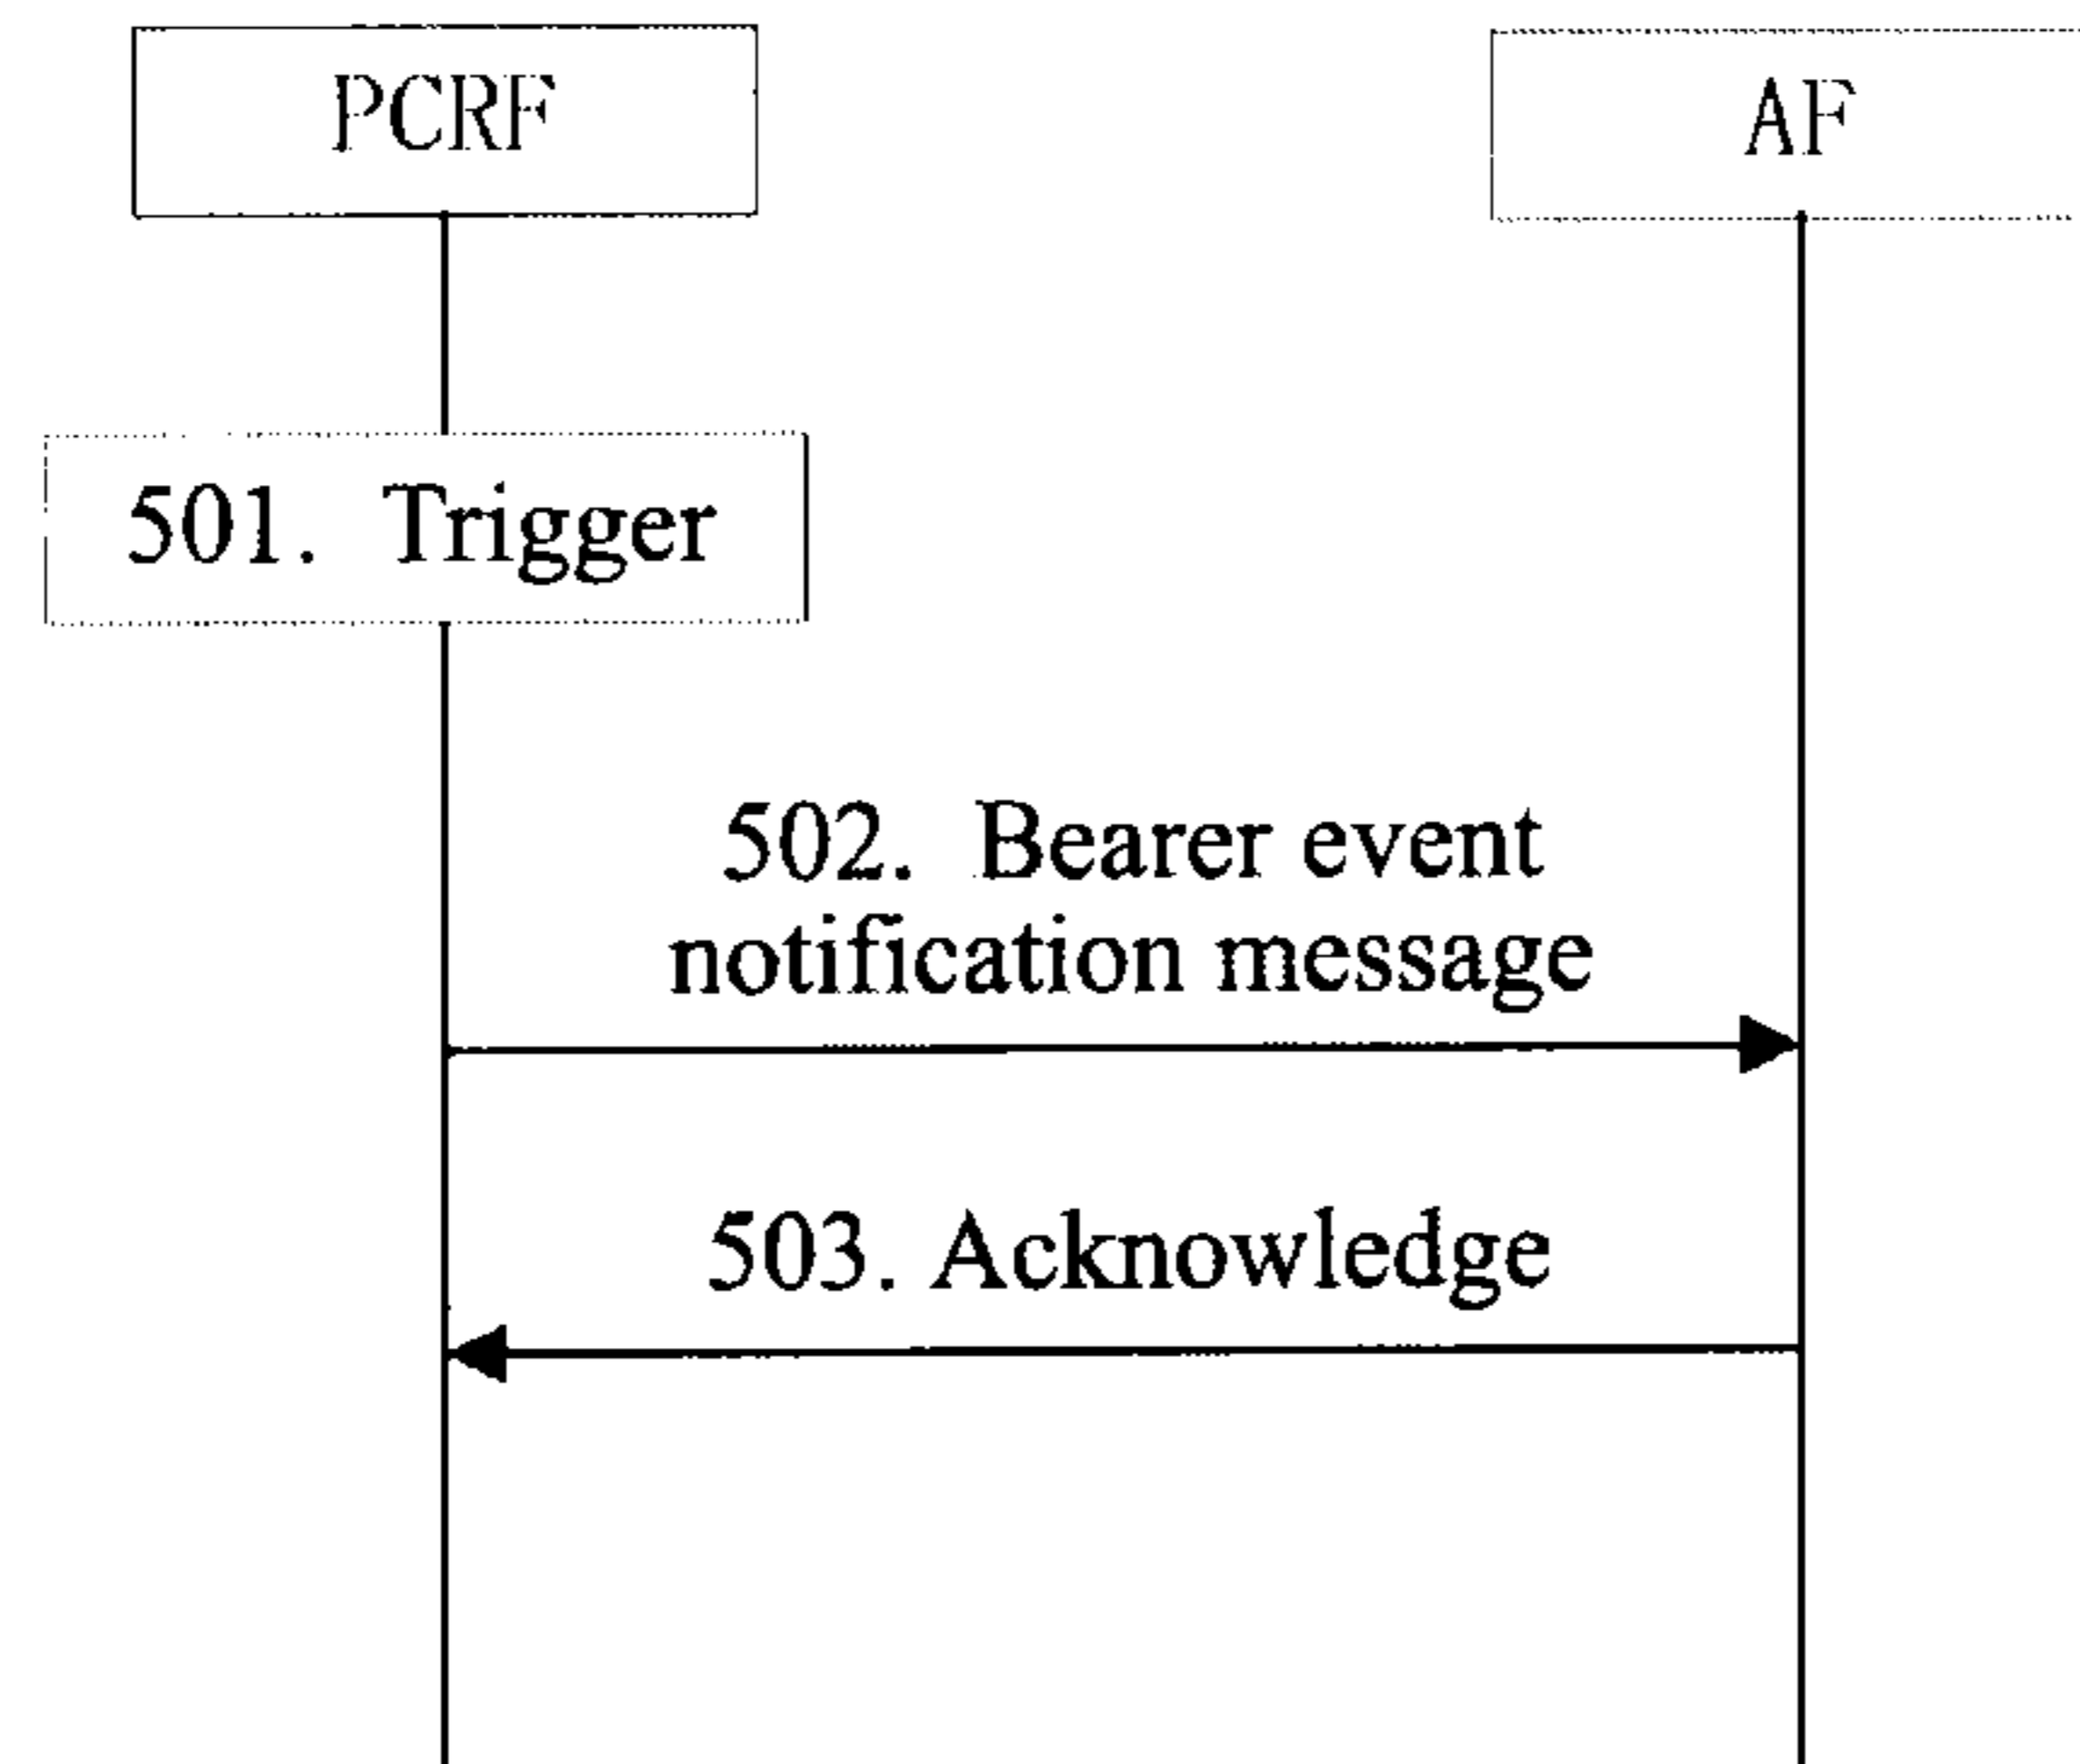 PCRF
AF
501. Trigger
502. Bearer event
notification message
503. Acknowledge